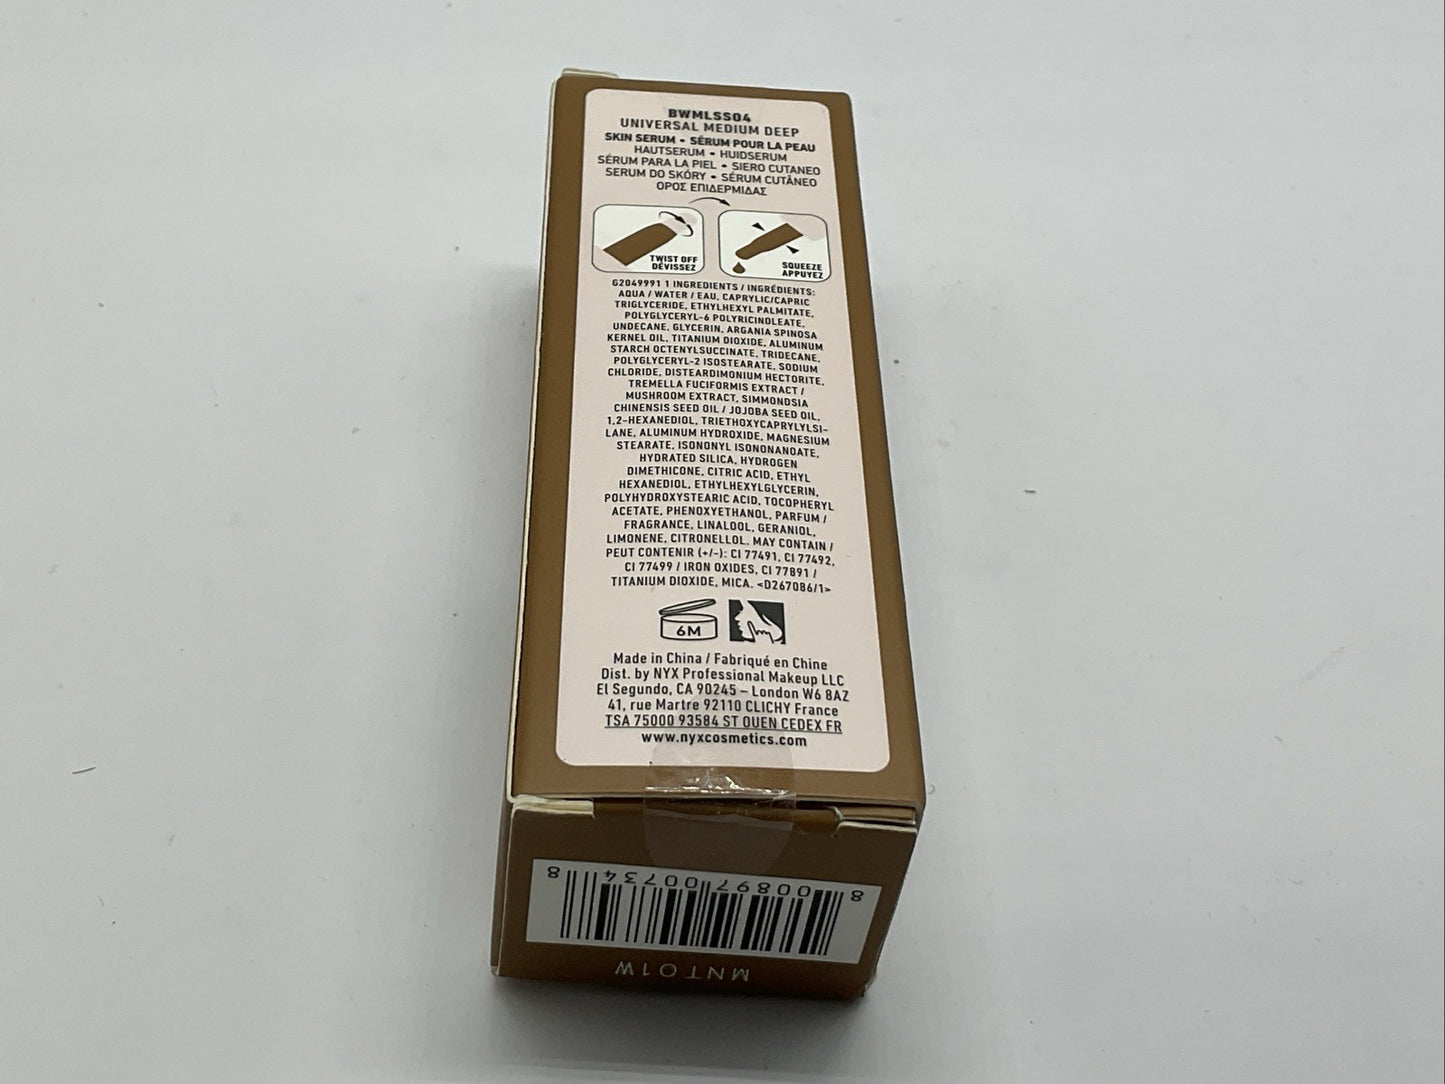 BWMLSS04
UNIVERSAL MEDIUM DEEP
SKIN SERUM • SÉRUM POUR LA PEAU
HAUTSERUM • HUIDSERUM
SÉRUM PARA LA PIEL • SIERO CUTANEO
SERUM DO SKÓRY • SÉRUM CUTÂNEO
ΟΡΟΣ ΕΠΙΔΕΡΜΙΔΑΣ
TWIST OFF
DÉVISSEZ
SQUEEZE
APPUYEZ
G2049991 1 INGREDIENTS / INGRÉDIENTS:
AQUA / WATER / EAU, CAPRYLIC/CAPRIC
TRIGLYCERIDE, ETHYLHEXYL PALMITATE,
POLYGLYCERYL-6 POLYRICINOLEATE,
UNDECANE, GLYCERIN, ARGANIA SPINOSA
KERNEL OIL, TITANIUM DIOXIDE, ALUMINUM
STARCH OCTENYLSUCCINATE, TRIDECANE,
POLYGLYCERYL-2 ISOSTEARATE, SODIUM
CHLORIDE, DISTEARDIMONIUM HECTORITE,
TREMELLA FUCIFORMIS EXTRACT /
MUSHROOM EXTRACT, SIMMONDSIA
CHINENSIS SEED OIL / JOJOBA SEED OIL,
1,2-HEXANEDIOL, TRIETHOXYCAPRYLYLSI-
LANE, ALUMINUM HYDROXIDE, MAGNESIUM
STEARATE, ISONONYL ISONONANOATE,
HYDRATED SILICA, HYDROGEN
DIMETHICONE, CITRIC ACID, ETHYL
HEXANEDIOL, ETHYLHEXYLGLYCERIN,
POLYHYDROXYSTEARIC ACID, TOCOPHERYL
ACETATE, PHENOXYETHANOL, PARFUM /
FRAGRANCE, LINALOOL, GERANIOL,
LIMONENE, CITRONELLOL. MAY CONTAIN /
PEUT CONTENIR (+/-): CI 77491, CI 77492,
CI 77499 / IRON OXIDES, CI 77891 /
TITANIUM DIOXIDE, MICA. <D267086/1>
6M
Made in China / Fabriqué en Chine
Dist. by NYX Professional Makeup LLC
El Segundo, CA 90245 – London W6 8AZ
41, rue Martre 92110 CLICHY France
TSA 75000 93584 ST OUEN CEDEX FR
www.nyxcosmetics.com
8 00897 00734 8
MNT01W